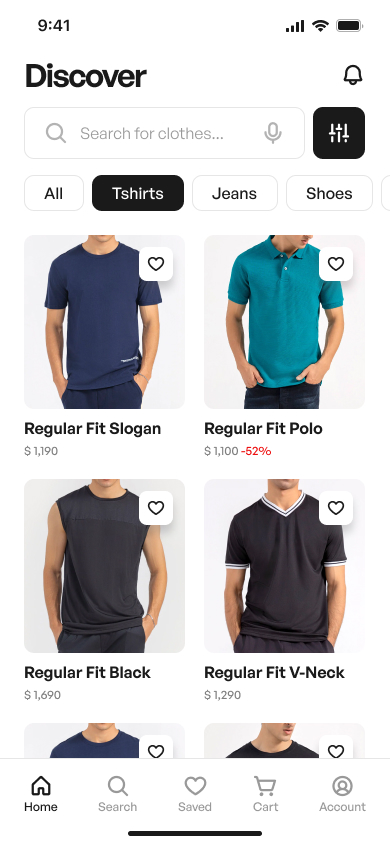 9:41
Discover
Search for clothes...
All
Tshirts
Jeans
Shoes
Regular Fit Slogan
$ 1,190
Regular Fit Polo
$ 1,100 -52%
Regular Fit Black
$ 1,690
Regular Fit V-Neck
$ 1,290
Home
Search
Saved
Cart
Account